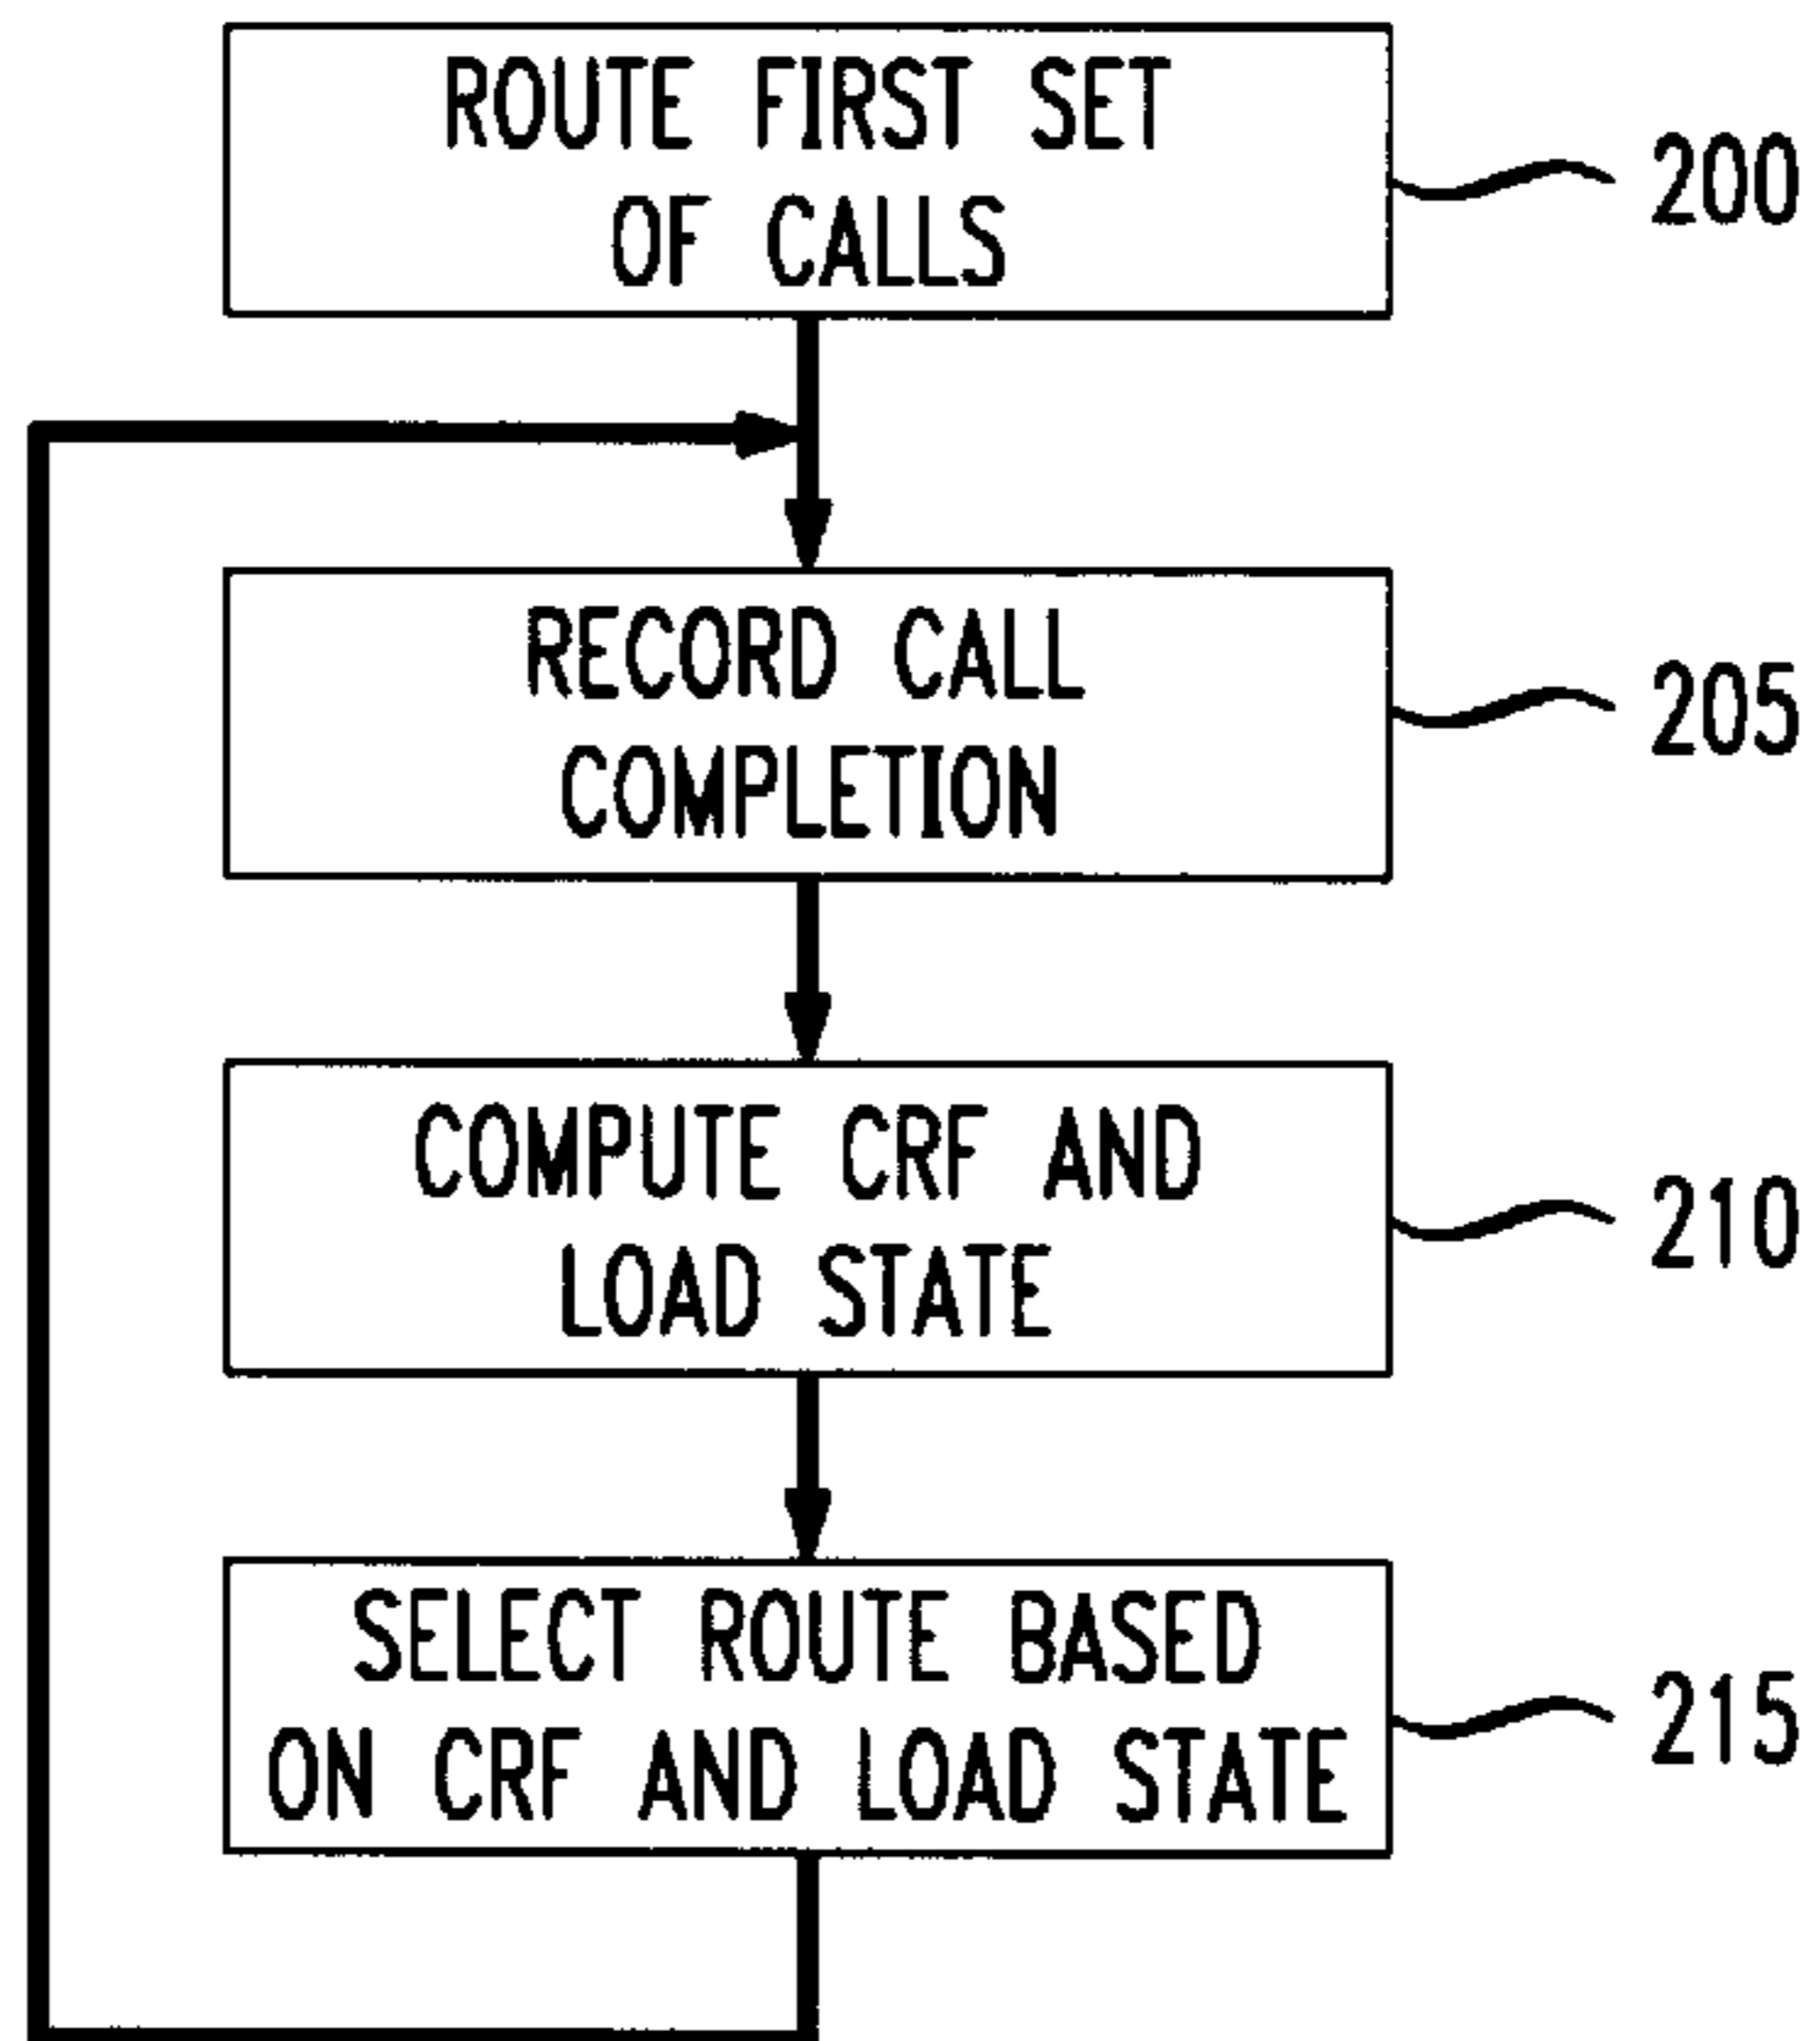 ROUTE FIRST SET
OF CALLS
200
RECORD CALL
COMPLETION
205
COMPUTE CRF AND
LOAD STATE
210
SELECT ROUTE BASED
ON CRF AND LOAD STATE
215